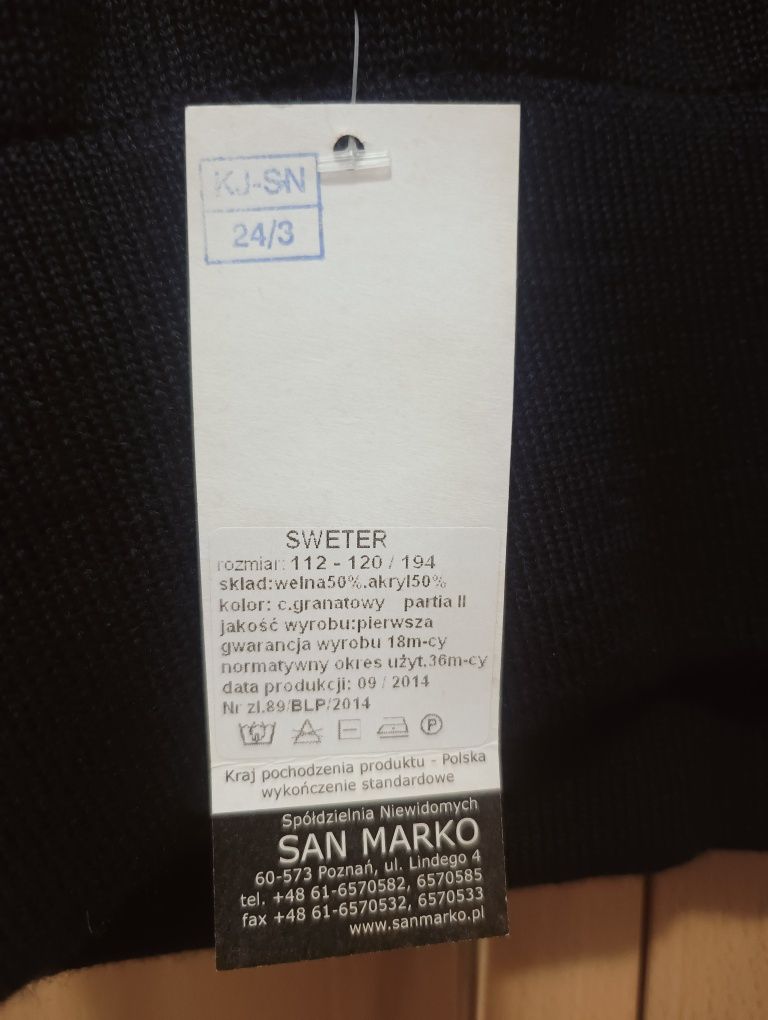 KJ-SN
24/3
SWETER
rozmiar: 112 - 120 / 194
skład:wełna50%.akryl50%
kolor: c.granatowy partia II
jakość wyrobu:pierwsza
gwarancja wyrobu 18m-cy
normatywny okres użyt.36m-cy
data produkcji: 09 / 2014
Nr zl.89/BLP/2014
P
Kraj pochodzenia produktu - Polska
wykończenie standardowe
Spółdzielnia Niewidomych
SAN MARKO
60-573 Poznań, ul. Lindego 4
tel. +48 61-6570582, 6570585
fax +48 61-6570532, 6570533
www.sanmarko.pl